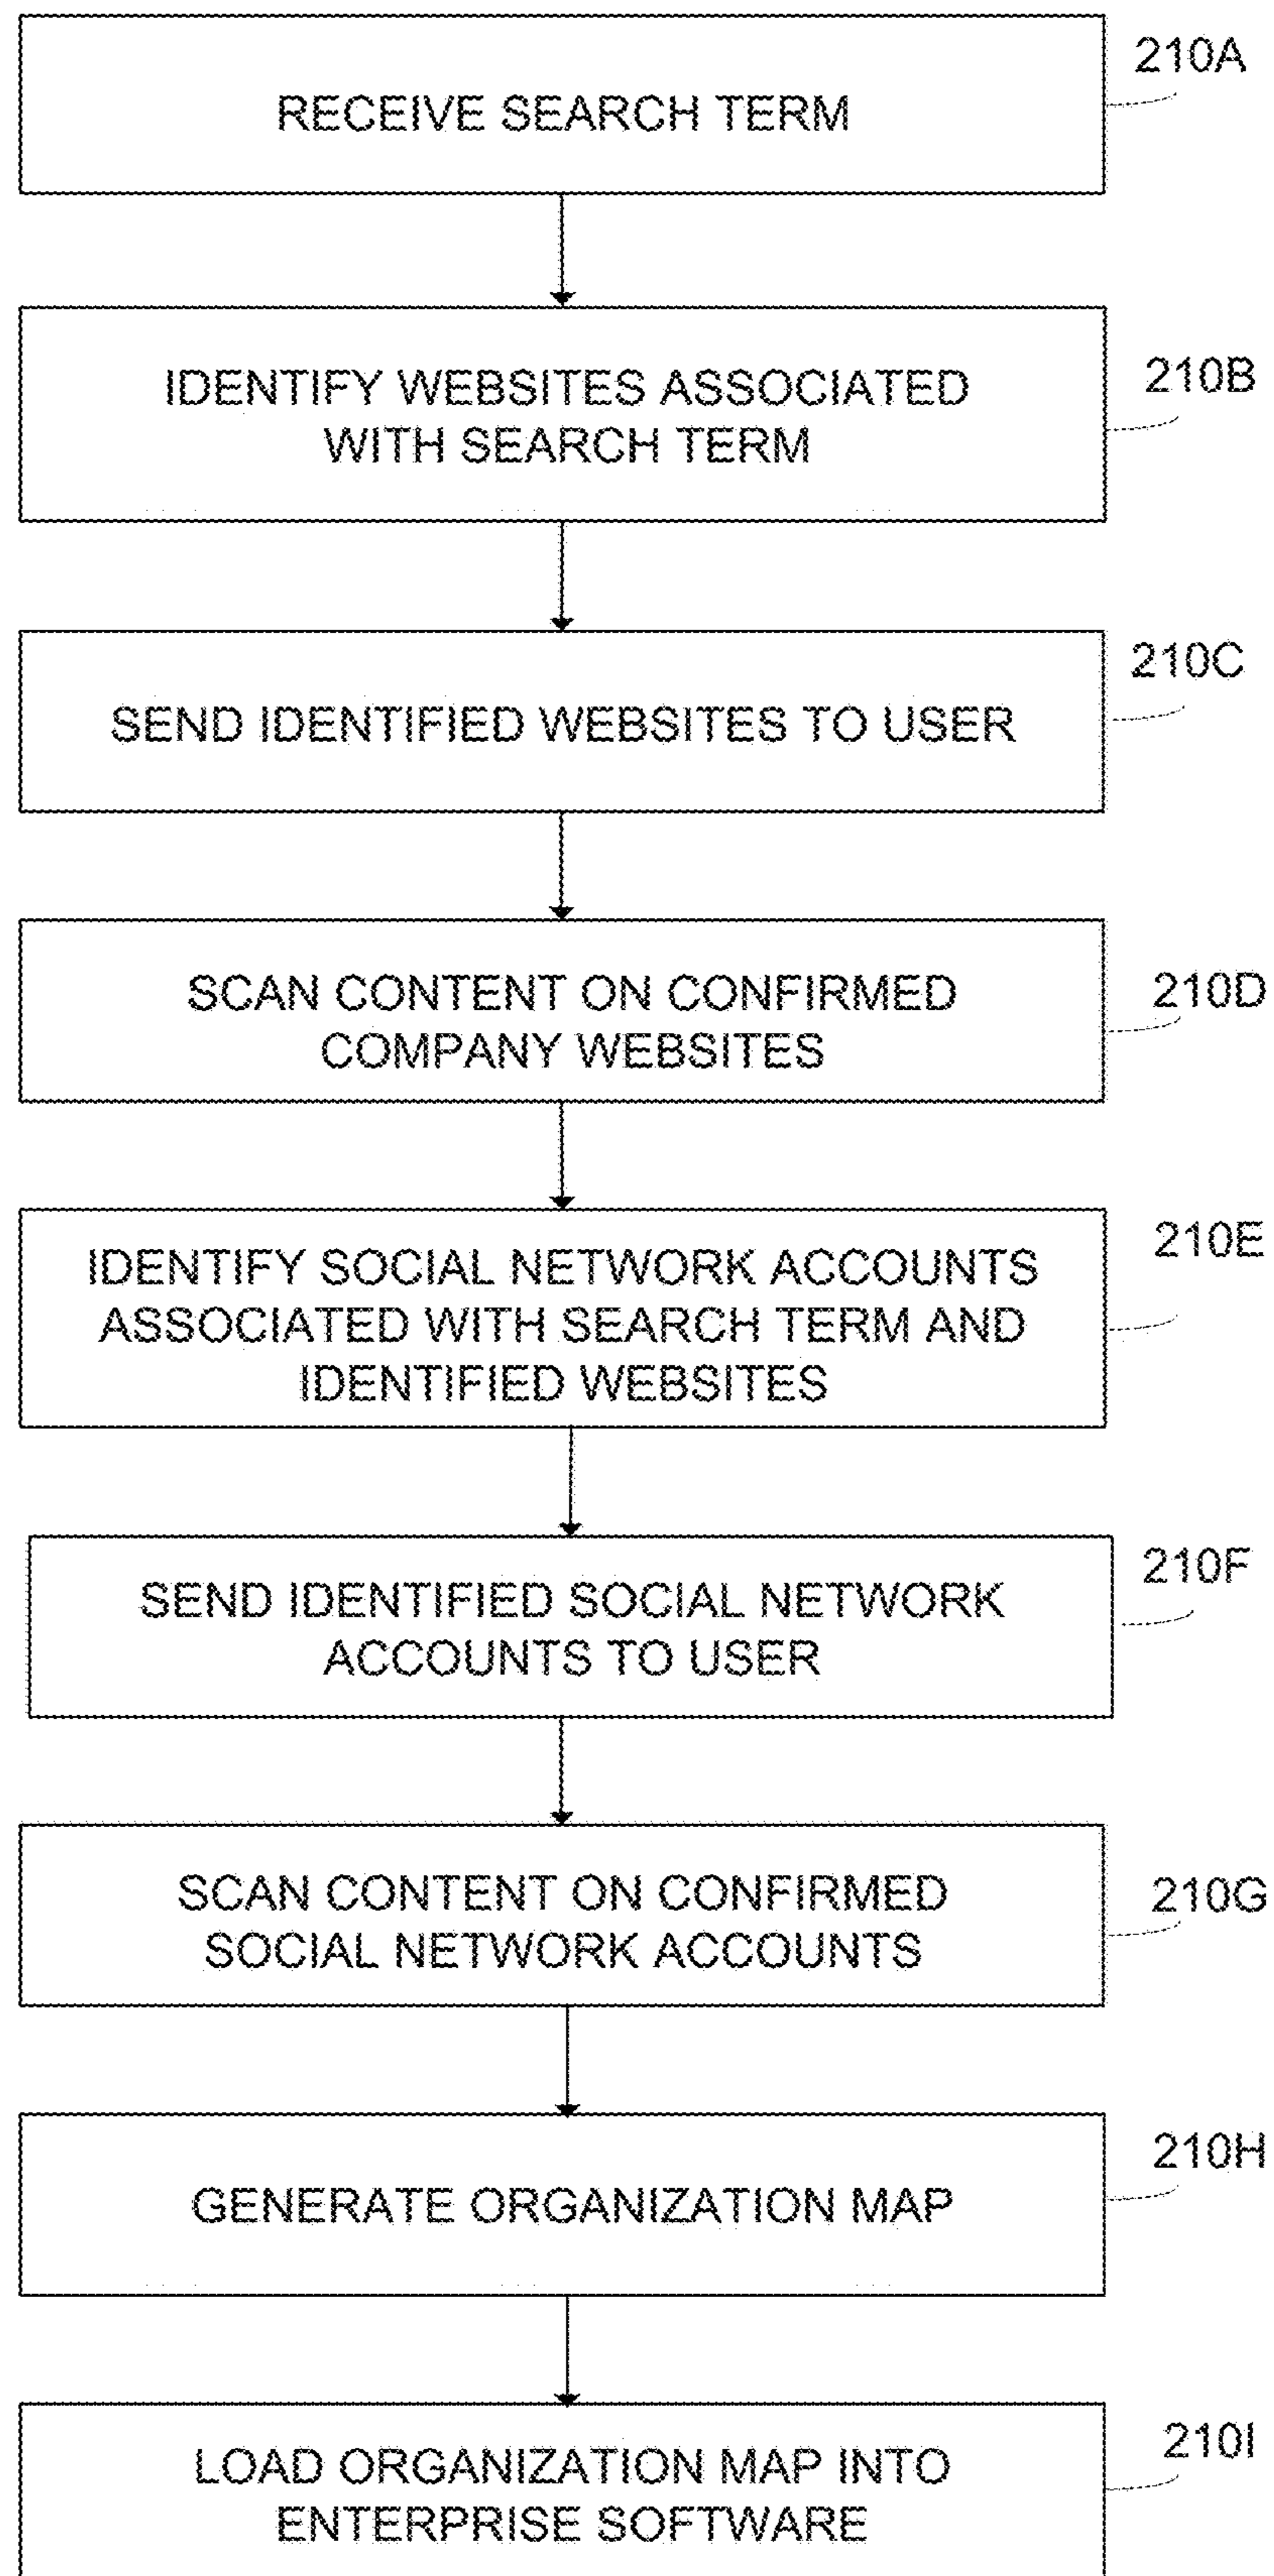 RECEIVE SEARCH TERM
210A
IDENTIFY WEBSITES ASSOCIATED
WITH SEARCH TERM
210B
SEND IDENTIFIED WEBSITES TO USER
210C
SCAN CONTENT ON CONFIRMED
COMPANY WEBSITES
210D
IDENTIFY SOCIAL NETWORK ACCOUNTS
ASSOCIATED WITH SEARCH TERM AND
IDENTIFIED WEBSITES
210E
SEND IDENTIFIED SOCIAL NETWORK
ACCOUNTS TO USER
210F
SCAN CONTENT ON CONFIRMED
SOCIAL NETWORK ACCOUNTS
210G
GENERATE ORGANIZATION MAP
210H
LOAD ORGANIZATION MAP INTO
ENTERPRISE SOFTWARE
210I